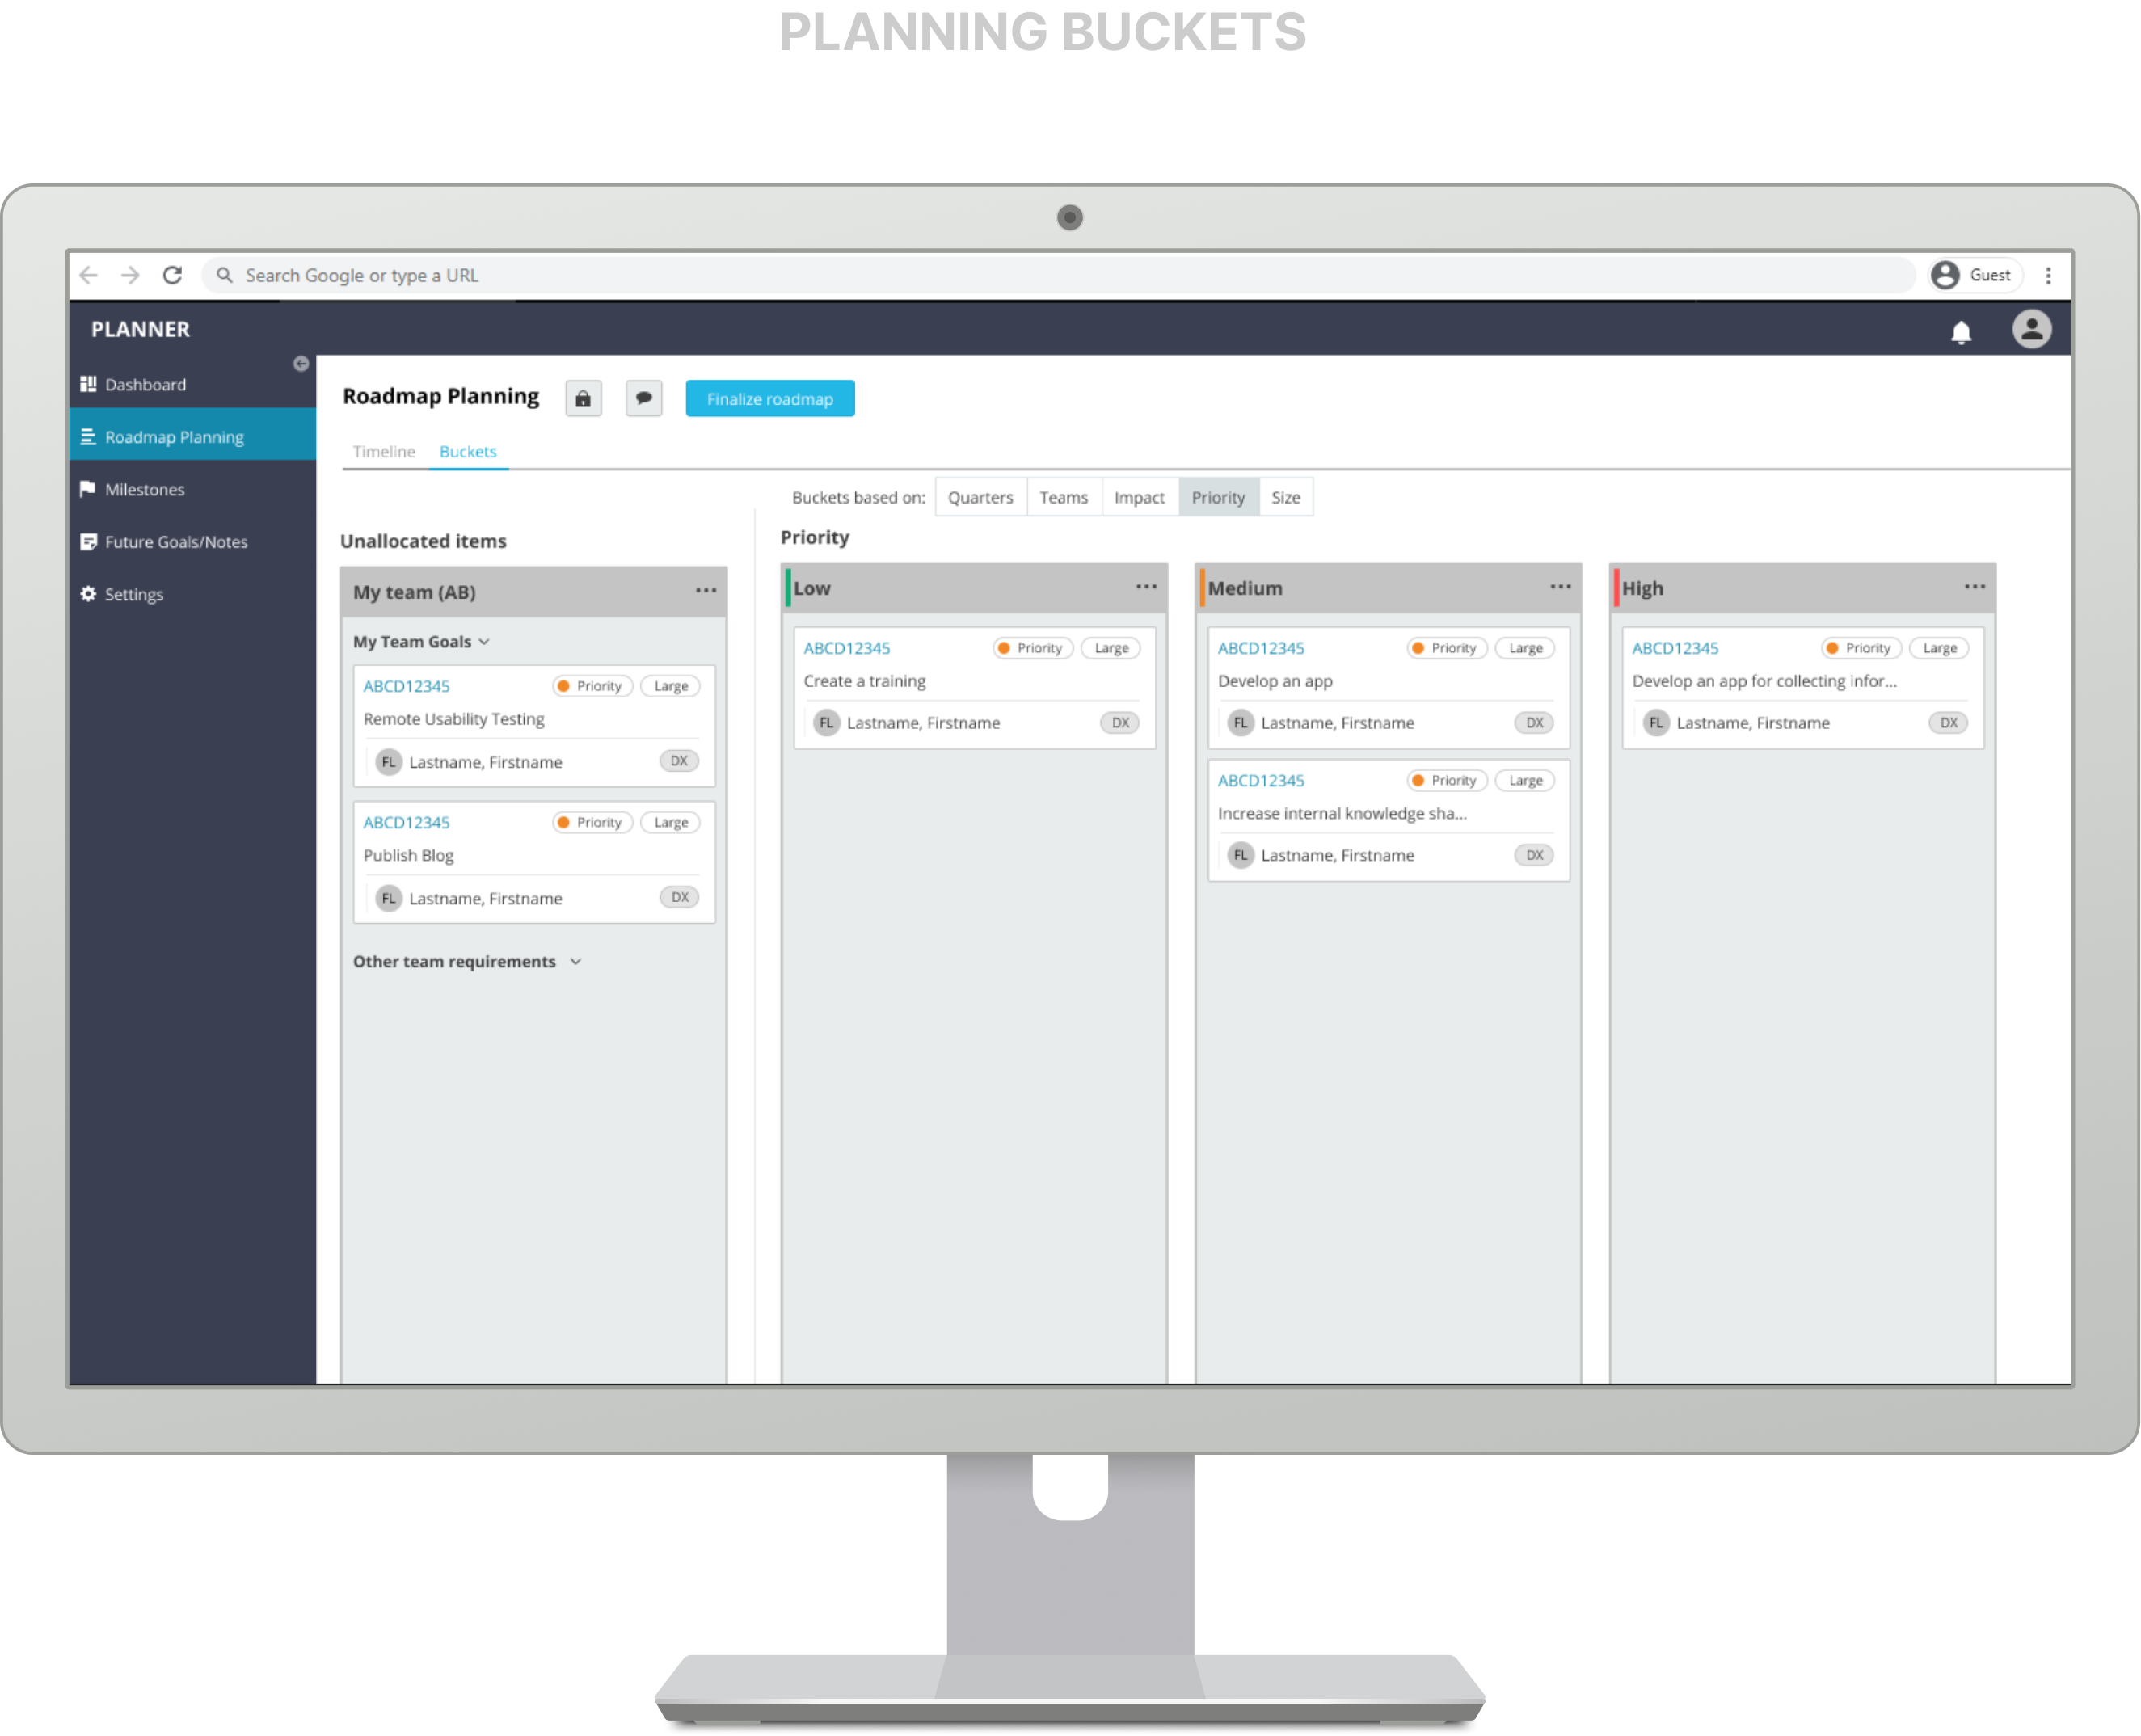 PLANNING BUCKETS
Search Google or type a URL
Guest
PLANNER
Dashboard
Roadmap Planning
Milestones
Future Goals/Notes
Settings
Roadmap Planning
Finalize roadmap
Timeline
Buckets
Buckets based on:
Quarters
Teams
Impact
Priority
Size
Unallocated items
My team (AB)
My Team Goals
ABCD12345 Priority Large
Remote Usability Testing
FL Lastname, Firstname DX
ABCD12345 Priority Large
Publish Blog
FL Lastname, Firstname DX
Other team requirements
Priority
Low
ABCD12345 Priority Large
Create a training
FL Lastname, Firstname DX
Medium
ABCD12345 Priority Large
Develop an app
FL Lastname, Firstname DX
ABCD12345 Priority Large
Increase internal knowledge sha...
FL Lastname, Firstname DX
High
ABCD12345 Priority Large
Develop an app for collecting infor...
FL Lastname, Firstname DX